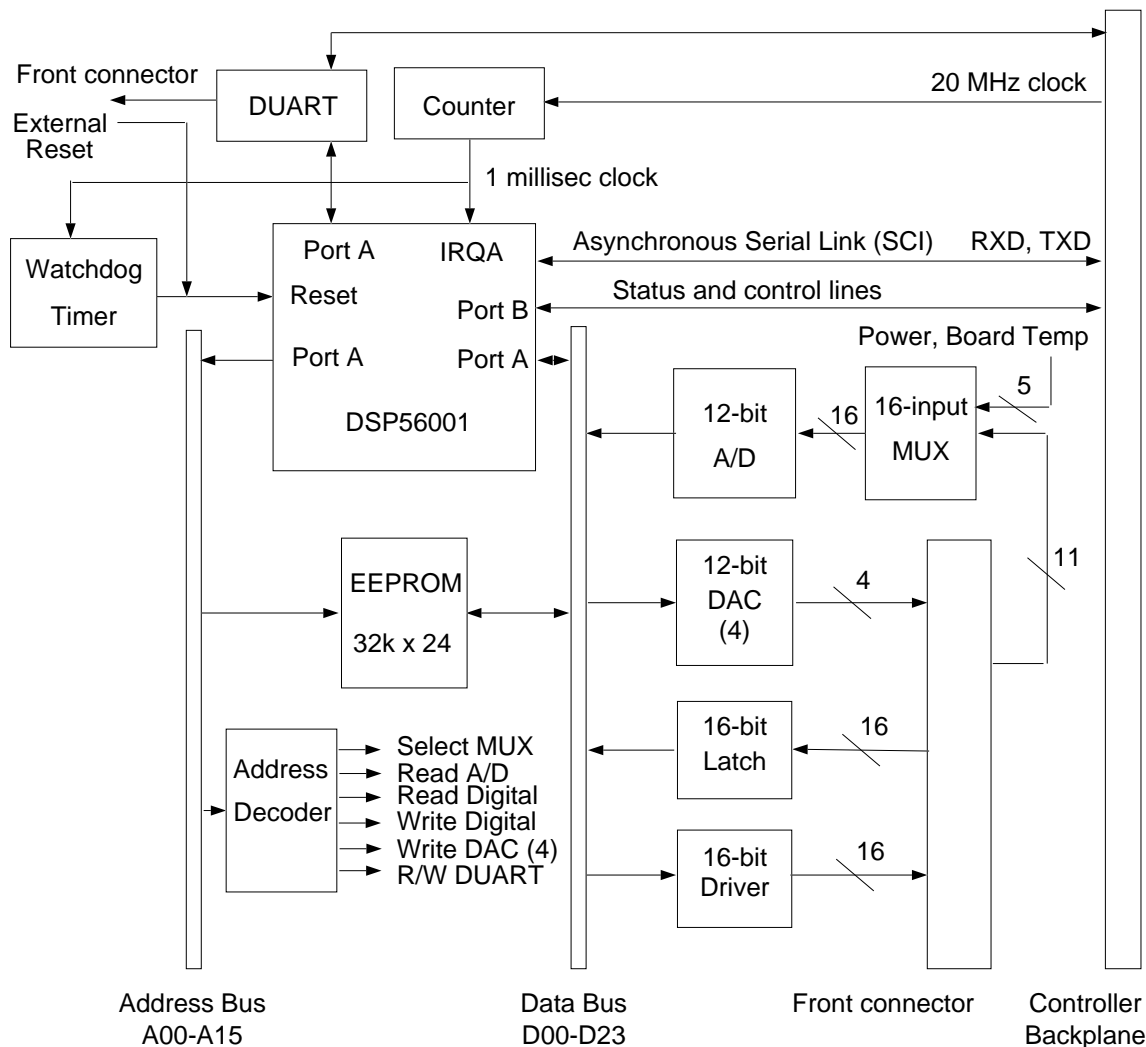 Front connector
DUART
Counter
20 MHz clock
External
Reset
1 millisec clock
Watchdog
Timer
Port A
IRQA
Reset
Port B
Port A
Port A
DSP56001
Asynchronous Serial Link (SCI)
RXD, TXD
Status and control lines
Power, Board Temp
5
12-bit
A/D
16
16-input
MUX
11
EEPROM
32k x 24
12-bit
DAC
(4)
4
Address
Decoder
Select MUX
Read A/D
Read Digital
Write Digital
Write DAC (4)
R/W DUART
16-bit
Latch
16
16-bit
Driver
16
Address Bus
A00-A15
Data Bus
D00-D23
Front connector
Controller
Backplane